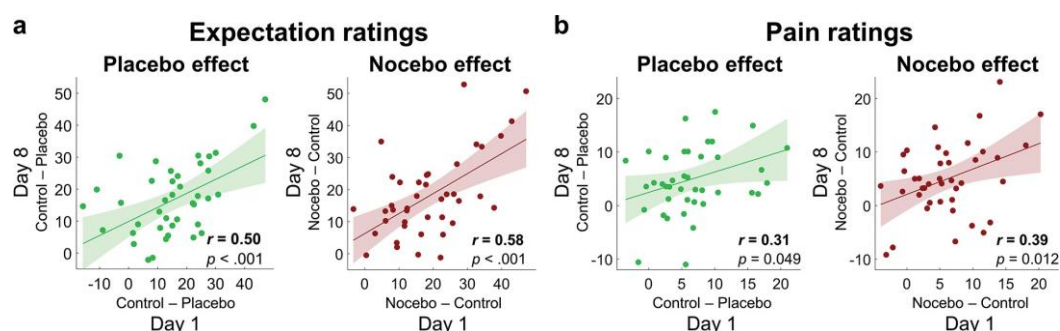 a
Expectation ratings
Placebo effect
Day 8
Control – Placebo
50
40
30
20
10
0
r = 0.50
p < .001
-10 0 10 20 30 40
Control – Placebo
Day 1
Nocebo effect
Day 8
Nocebo – Control
50
40
30
20
10
0
r = 0.58
p < .001
0 10 20 30 40
Nocebo – Control
Day 1
b
Pain ratings
Placebo effect
Day 8
Control – Placebo
20
10
0
-10
r = 0.31
p = 0.049
0 5 10 15 20
Control – Placebo
Day 1
Nocebo effect
Day 8
Nocebo – Control
20
10
0
-10
r = 0.39
p = 0.012
0 5 10 15 20
Nocebo – Control
Day 1